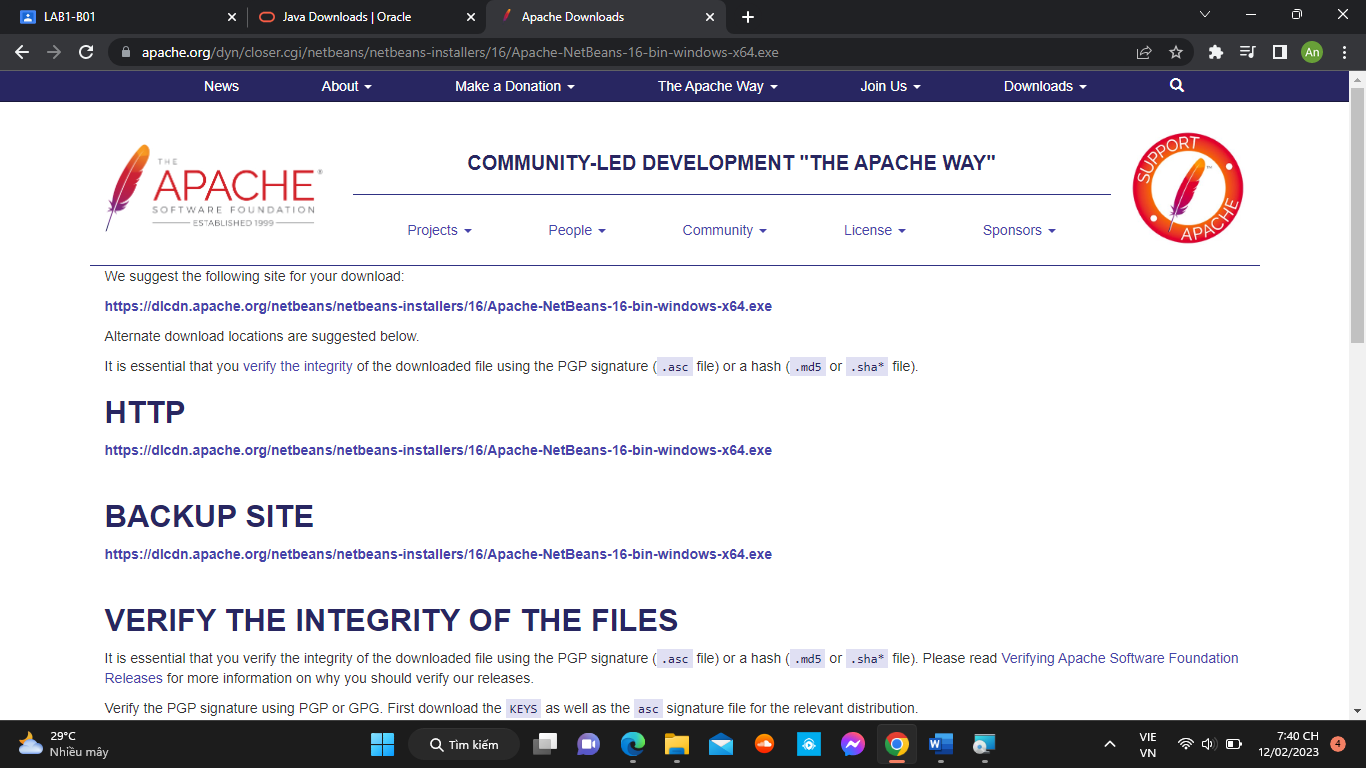 LAB1-B01
Java Downloads | Oracle
Apache Downloads
apache.org/dyn/closer.cgi/netbeans/netbeans-installers/16/Apache-NetBeans-16-bin-windows-x64.exe
An
News About Make a Donation The Apache Way Join Us Downloads
THE
APACHE®
SOFTWARE FOUNDATION
ESTABLISHED 1999
COMMUNITY-LED DEVELOPMENT "THE APACHE WAY"
SUPPORT
APACHE
TM
Projects People Community License Sponsors
We suggest the following site for your download:
https://dlcdn.apache.org/netbeans/netbeans-installers/16/Apache-NetBeans-16-bin-windows-x64.exe
Alternate download locations are suggested below.
It is essential that you verify the integrity of the downloaded file using the PGP signature (.asc file) or a hash (.md5 or .sha* file).
HTTP
https://dlcdn.apache.org/netbeans/netbeans-installers/16/Apache-NetBeans-16-bin-windows-x64.exe
BACKUP SITE
https://dlcdn.apache.org/netbeans/netbeans-installers/16/Apache-NetBeans-16-bin-windows-x64.exe
VERIFY THE INTEGRITY OF THE FILES
It is essential that you verify the integrity of the downloaded file using the PGP signature (.asc file) or a hash (.md5 or .sha* file). Please read Verifying Apache Software Foundation
Releases for more information on why you should verify our releases.
Verify the PGP signature using PGP or GPG. First download the KEYS as well as the asc signature file for the relevant distribution.
29°C
Nhiều mây
Tìm kiếm
VIE
VN
7:40 CH
12/02/2023
4